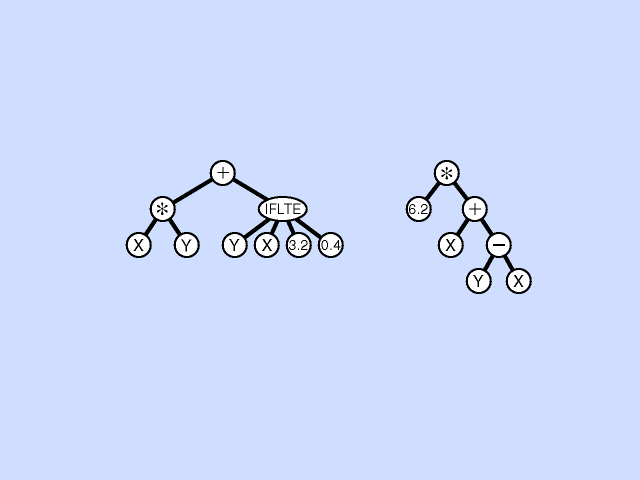 + *
* IFLTE 6.2 +
X Y Y X 3.2 0.4 X −
Y X